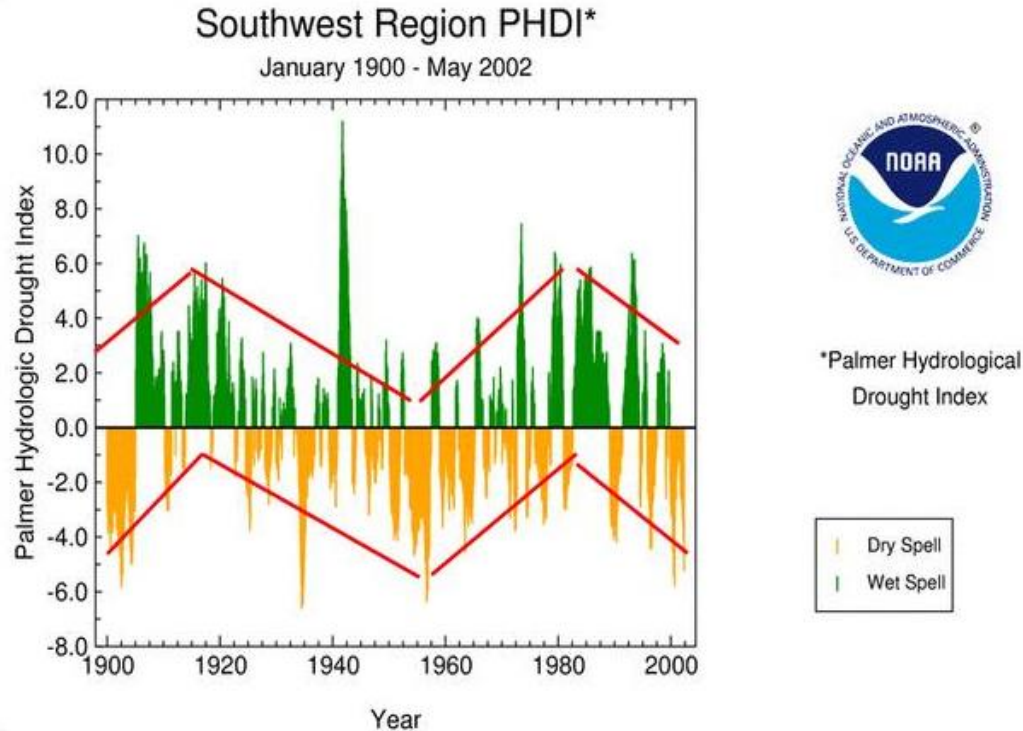 Southwest Region PHDI*
January 1900 - May 2002
Palmer Hydrologic Drought Index
12.0
10.0
8.0
6.0
4.0
2.0
0.0
-2.0
-4.0
-6.0
-8.0
1900 1920 1940 1960 1980 2000
Year
NATIONAL OCEANIC AND ATMOSPHERIC ADMINISTRATION
®
NOAA
U.S. DEPARTMENT OF COMMERCE
*Palmer Hydrological
Drought Index
Dry Spell
Wet Spell